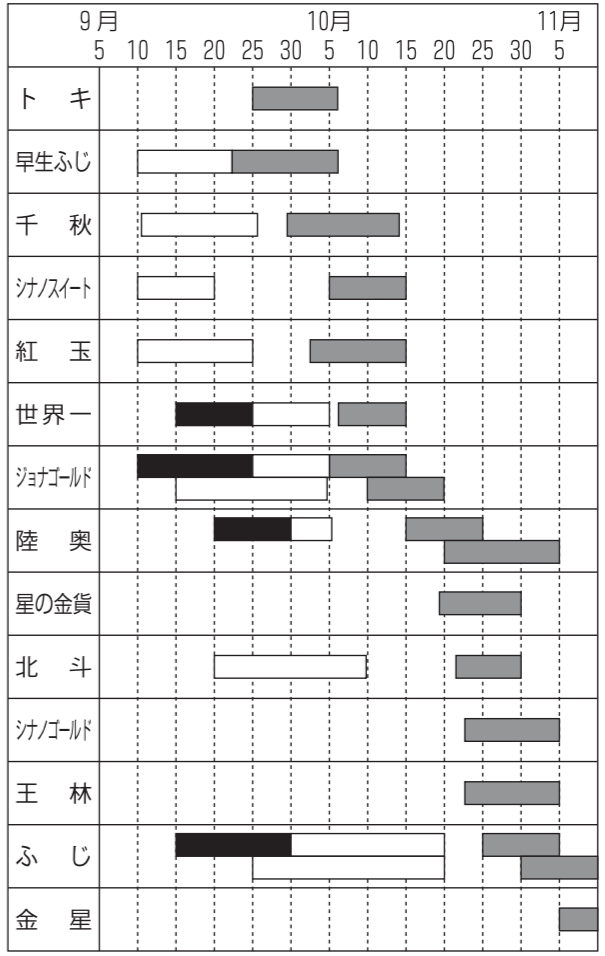 9月 10月 11月
5 10 15 20 25 30 5 10 15 20 25 30 5
トキ
早生ふじ
千秋
シナノスイート
紅玉
世界一
ジョナゴールド
陸奥
星の金貨
北斗
シナノゴールド
王林
ふじ
金星